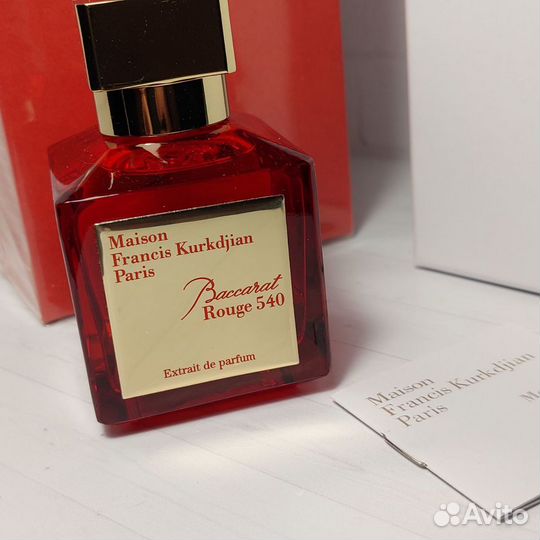 Maison
Francis Kurkdjian
Paris
Baccarat
Rouge 540
Extrait de parfum
Maison
Francis Kurkdjian
Paris
Avito